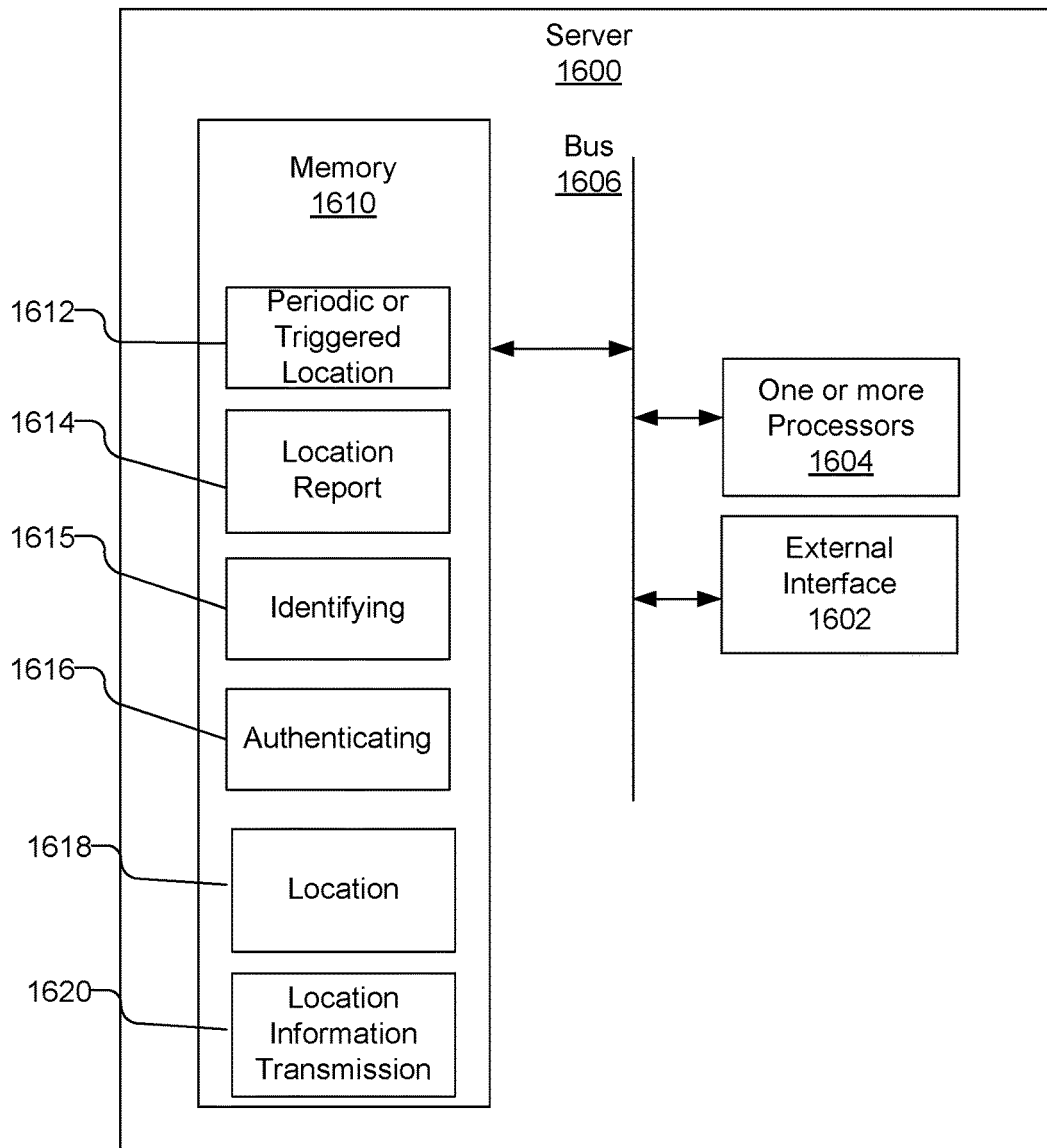 Server
1600
Memory
1610
Bus
1606
1612
Periodic or
Triggered
Location
1614
Location
Report
1615
Identifying
1616
Authenticating
1618
Location
1620
Location
Information
Transmission
One or more
Processors
1604
External
Interface
1602